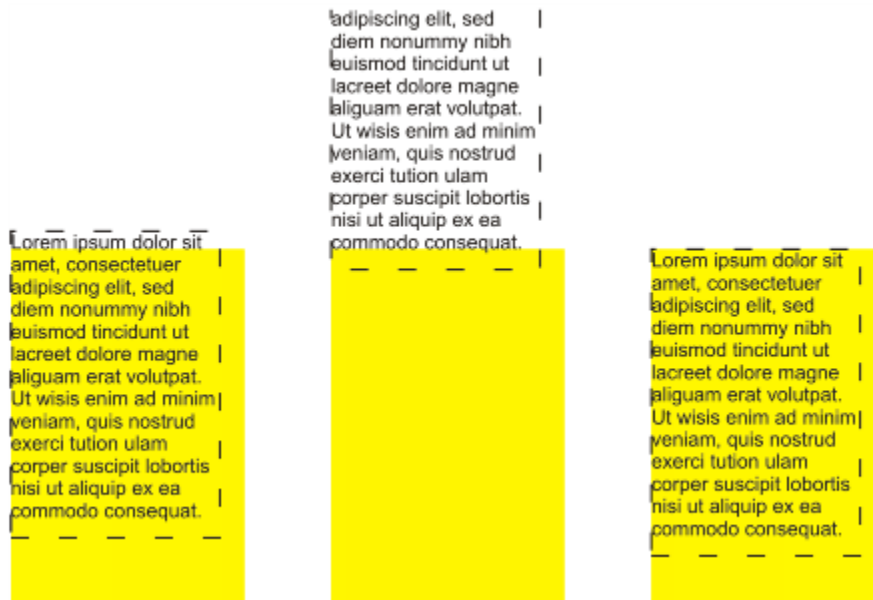 Lorem ipsum dolor sit
amet, consectetuer
adipiscing elit, sed
diem nonummy nibh
euismod tincidunt ut
lacreet dolore magne
aliguam erat volutpat.
Ut wisis enim ad minim
veniam, quis nostrud
exerci tution ulam
corper suscipit lobortis
nisi ut aliquip ex ea
commodo consequat.
adipiscing elit, sed
diem nonummy nibh
euismod tincidunt ut
lacreet dolore magne
aliguam erat volutpat.
Ut wisis enim ad minim
veniam, quis nostrud
exerci tution ulam
corper suscipit lobortis
nisi ut aliquip ex ea
commodo consequat.
Lorem ipsum dolor sit
amet, consectetuer
adipiscing elit, sed
diem nonummy nibh
euismod tincidunt ut
lacreet dolore magne
aliguam erat volutpat.
Ut wisis enim ad minim
veniam, quis nostrud
exerci tution ulam
corper suscipit lobortis
nisi ut aliquip ex ea
commodo consequat.